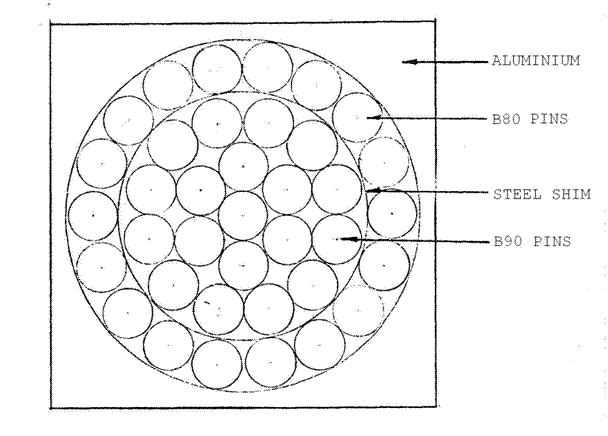 ALUMINIUM
B80 PINS
STEEL SHIM
B90 PINS